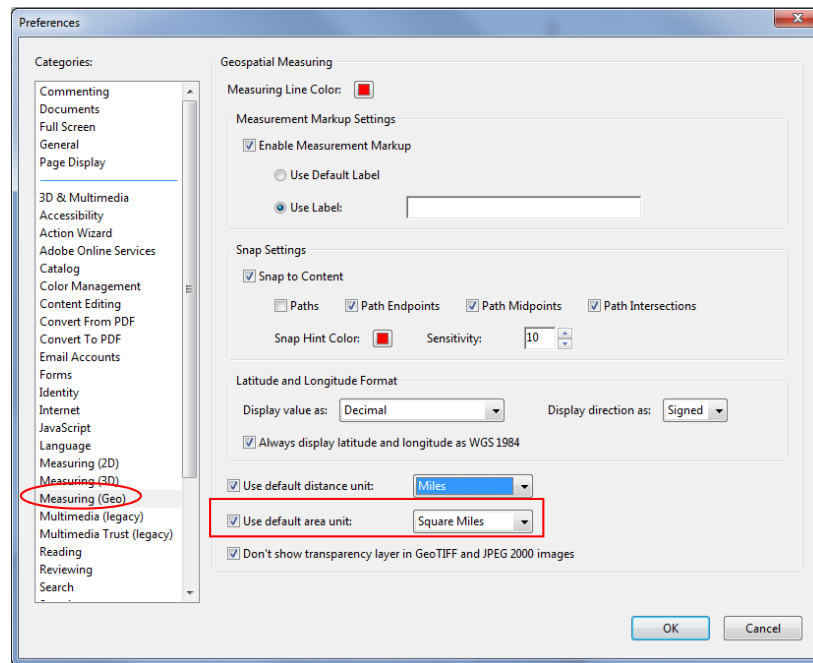 Preferences
Categories:
Commenting
Documents
Full Screen
General
Page Display
3D & Multimedia
Accessibility
Action Wizard
Adobe Online Services
Catalog
Color Management
Content Editing
Convert From PDF
Convert To PDF
Email Accounts
Forms
Identity
Internet
JavaScript
Language
Measuring (2D)
Measuring (3D)
Measuring (Geo)
Multimedia (legacy)
Multimedia Trust (legacy)
Reading
Reviewing
Search
Geospatial Measuring
Measuring Line Color:
Measurement Markup Settings
Enable Measurement Markup
Use Default Label
Use Label:
Snap Settings
Snap to Content
Paths Path Endpoints Path Midpoints Path Intersections
Snap Hint Color: Sensitivity: 10
Latitude and Longitude Format
Display value as: Decimal Display direction as: Signed
Always display latitude and longitude as WGS 1984
Use default distance unit: Miles
Use default area unit: Square Miles
Don't show transparency layer in GeoTIFF and JPEG 2000 images
OK Cancel